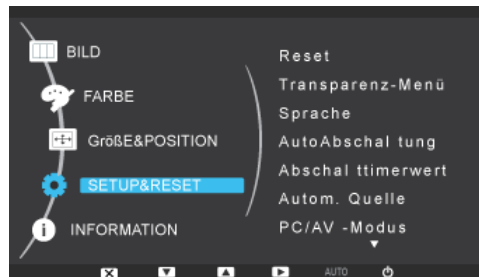 BILD
FARBE
GrößE&POSITION
SETUP&RESET
INFORMATION
Reset
Transparenz-Menü
Sprache
AutoAbschal tung
Abschal ttimerwert
Autom. Quelle
PC/AV -Modus
AUTO